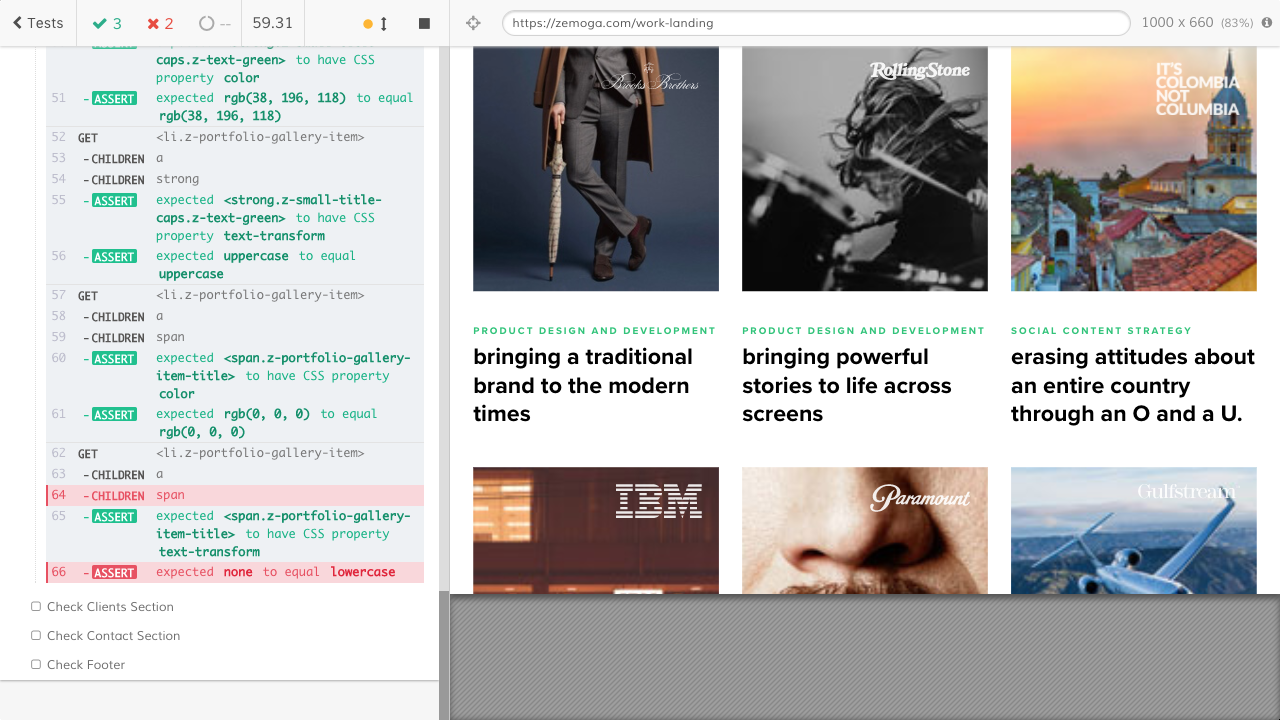 Tests 3 2 -- 59.31
https://zemoga.com/work-landing
1000 x 660 (83%)
caps.z-text-green> to have CSS
property color
51 -ASSERT expected rgb(38, 196, 118) to equal
rgb(38, 196, 118)
52 GET <li.z-portfolio-gallery-item>
53 -CHILDREN a
54 -CHILDREN strong
55 -ASSERT expected <strong.z-small-title-
caps.z-text-green> to have CSS
property text-transform
56 -ASSERT expected uppercase to equal
uppercase
57 GET <li.z-portfolio-gallery-item>
58 -CHILDREN a
59 -CHILDREN span
60 -ASSERT expected <span.z-portfolio-gallery-
item-title> to have CSS property
color
61 -ASSERT expected rgb(0, 0, 0) to equal
rgb(0, 0, 0)
62 GET <li.z-portfolio-gallery-item>
63 -CHILDREN a
64 -CHILDREN span
65 -ASSERT expected <span.z-portfolio-gallery-
item-title> to have CSS property
text-transform
66 -ASSERT expected none to equal lowercase
Check Clients Section
Check Contact Section
Check Footer
Brooks Brothers
RollingStone
IT'S
COLOMBIA
NOT
COLUMBIA
PRODUCT DESIGN AND DEVELOPMENT
bringing a traditional
brand to the modern
times
PRODUCT DESIGN AND DEVELOPMENT
bringing powerful
stories to life across
screens
SOCIAL CONTENT STRATEGY
erasing attitudes about
an entire country
through an O and a U.
IBM
Paramount
Gulfstream